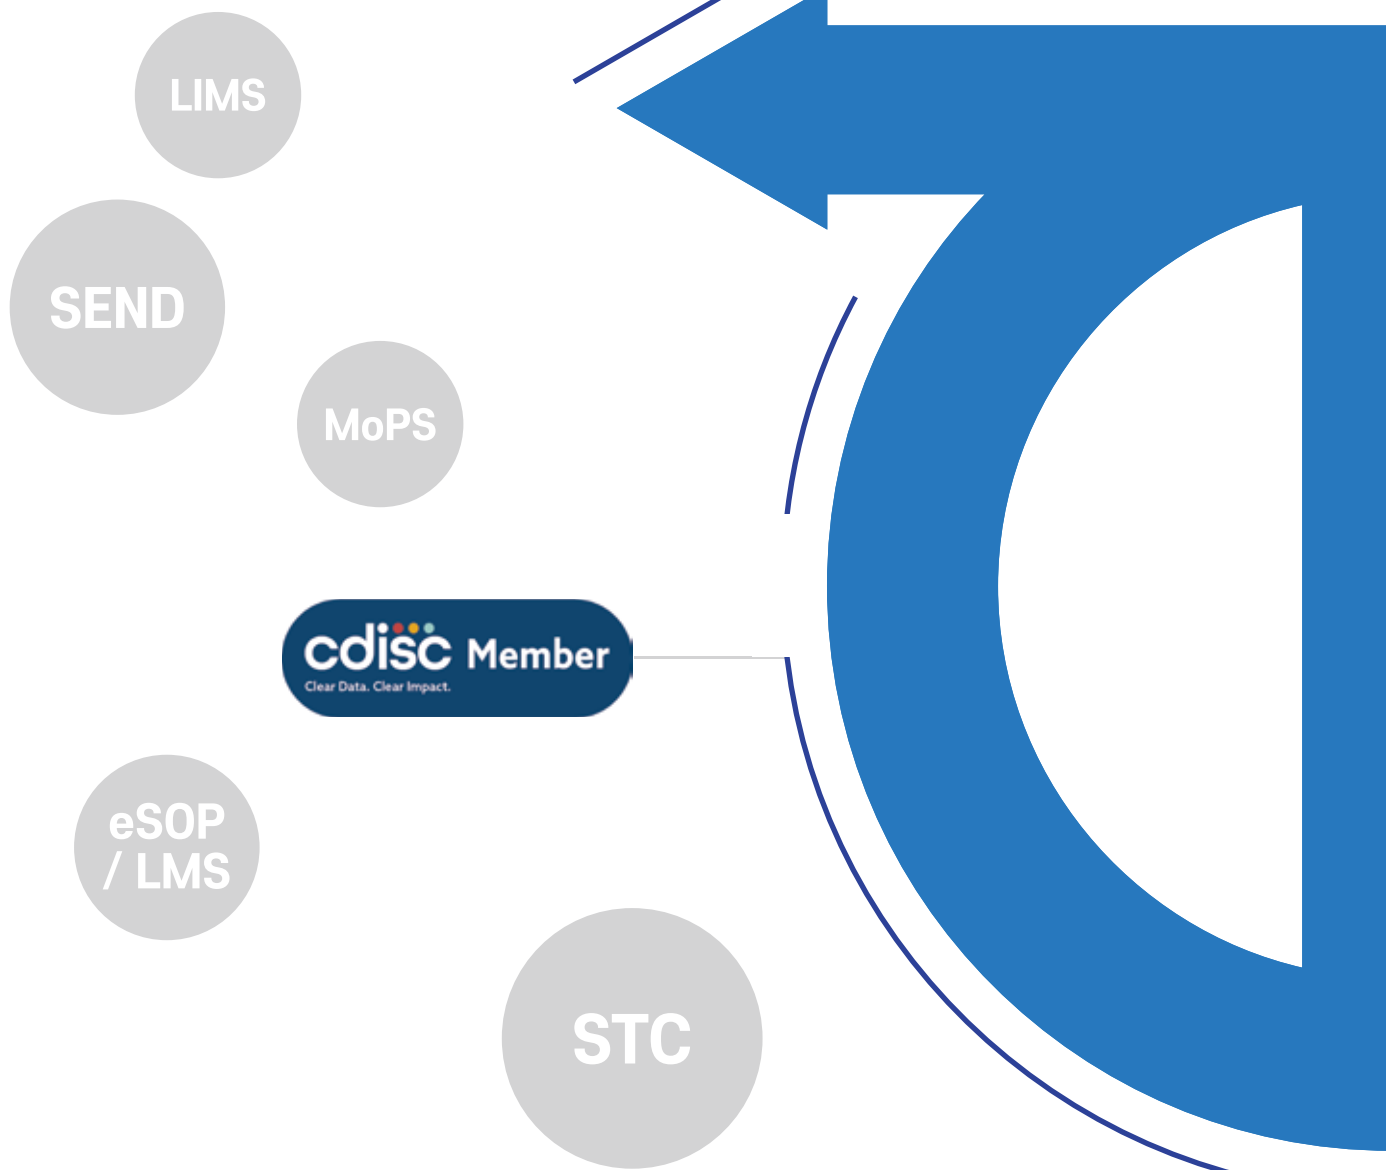 LIMS
SEND
MoPS
cdisc Member
Clear Data. Clear Impact.
eSOP
/ LMS
STC